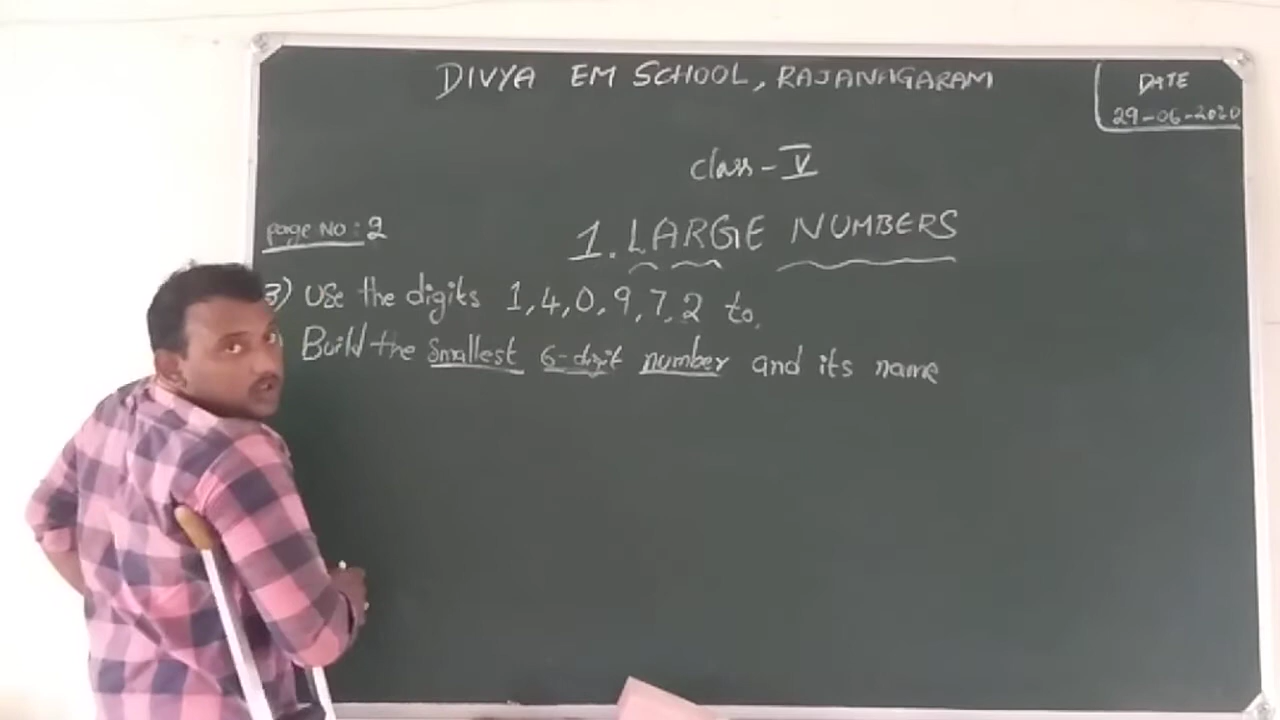 DIVYA EM SCHOOL, RAJANAGARAM
DATE
29-06-2020
class - V
page NO: 2
1. LARGE NUMBERS
3) Use the digits 1, 4, 0, 9, 7, 2 to.
) Build the smallest 6-digit number and its name